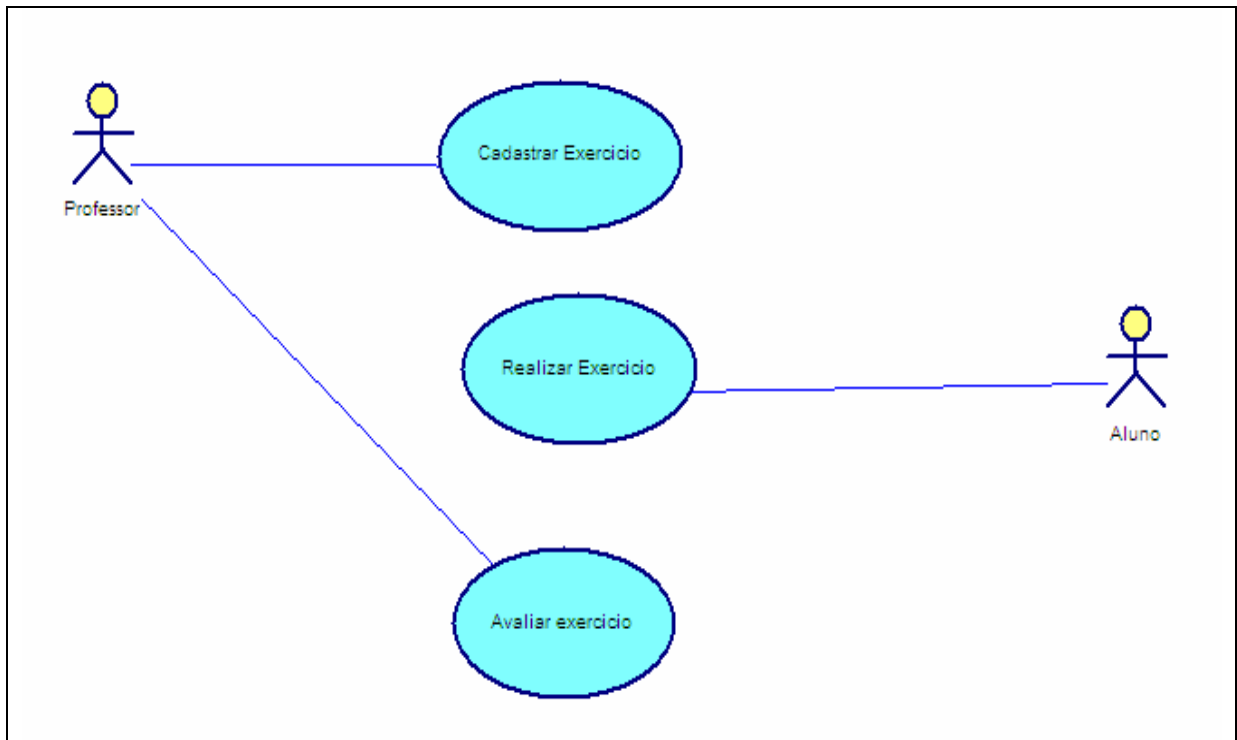 Cadastrar Exercicio
Professor
Realizar Exercicio
Aluno
Avaliar exercicio